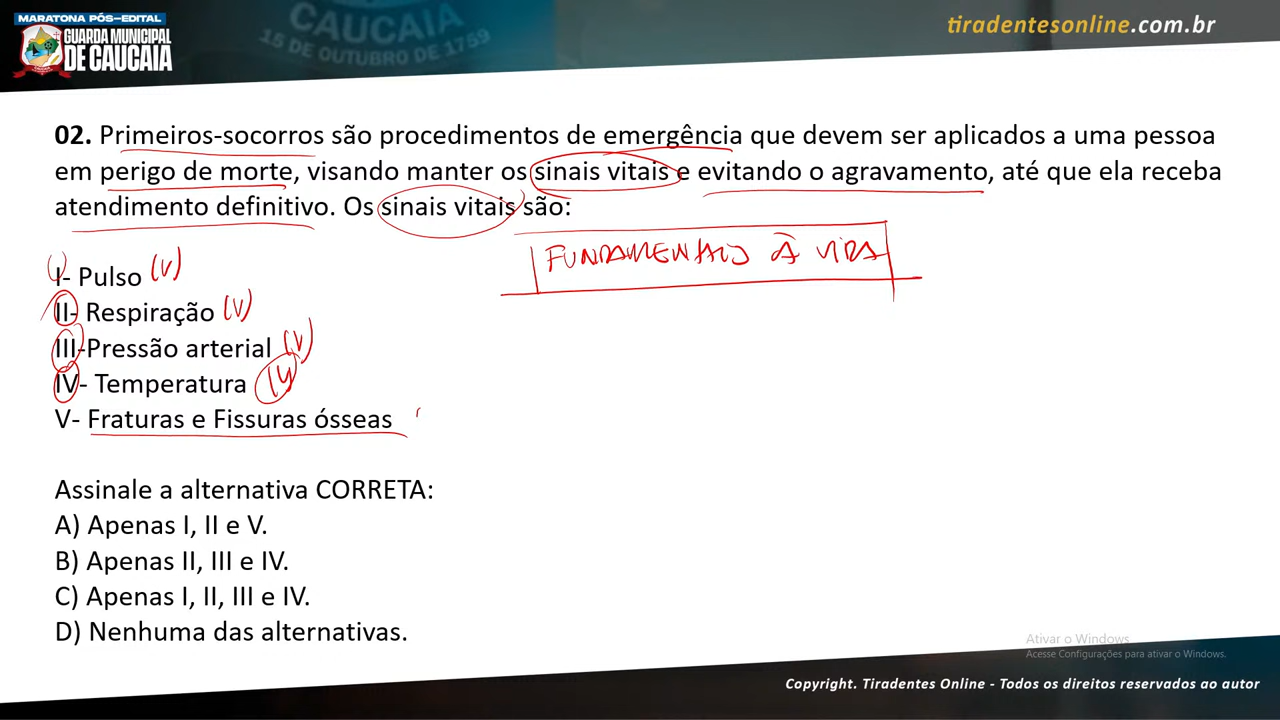 MARATONA PÓS-EDITAL
GUARDA MUNICIPAL
DE CAUCAIA
CAUCAIA
15 DE OUTUBRO DE 1759
tiradentesonline.com.br
02. Primeiros-socorros são procedimentos de emergência que devem ser aplicados a uma pessoa
em perigo de morte, visando manter os sinais vitais e evitando o agravamento, até que ela receba
atendimento definitivo. Os sinais vitais são:
FUNDAMENTAIS À VIDA
I- Pulso (V)
II- Respiração (V)
III-Pressão arterial (V)
IV- Temperatura (V)
V- Fraturas e Fissuras ósseas
Assinale a alternativa CORRETA:
A) Apenas I, II e V.
B) Apenas II, III e IV.
C) Apenas I, II, III e IV.
D) Nenhuma das alternativas.
Ativar o Windows
Acesse Configurações para ativar o Windows.
Copyright. Tiradentes Online - Todos os direitos reservados ao autor